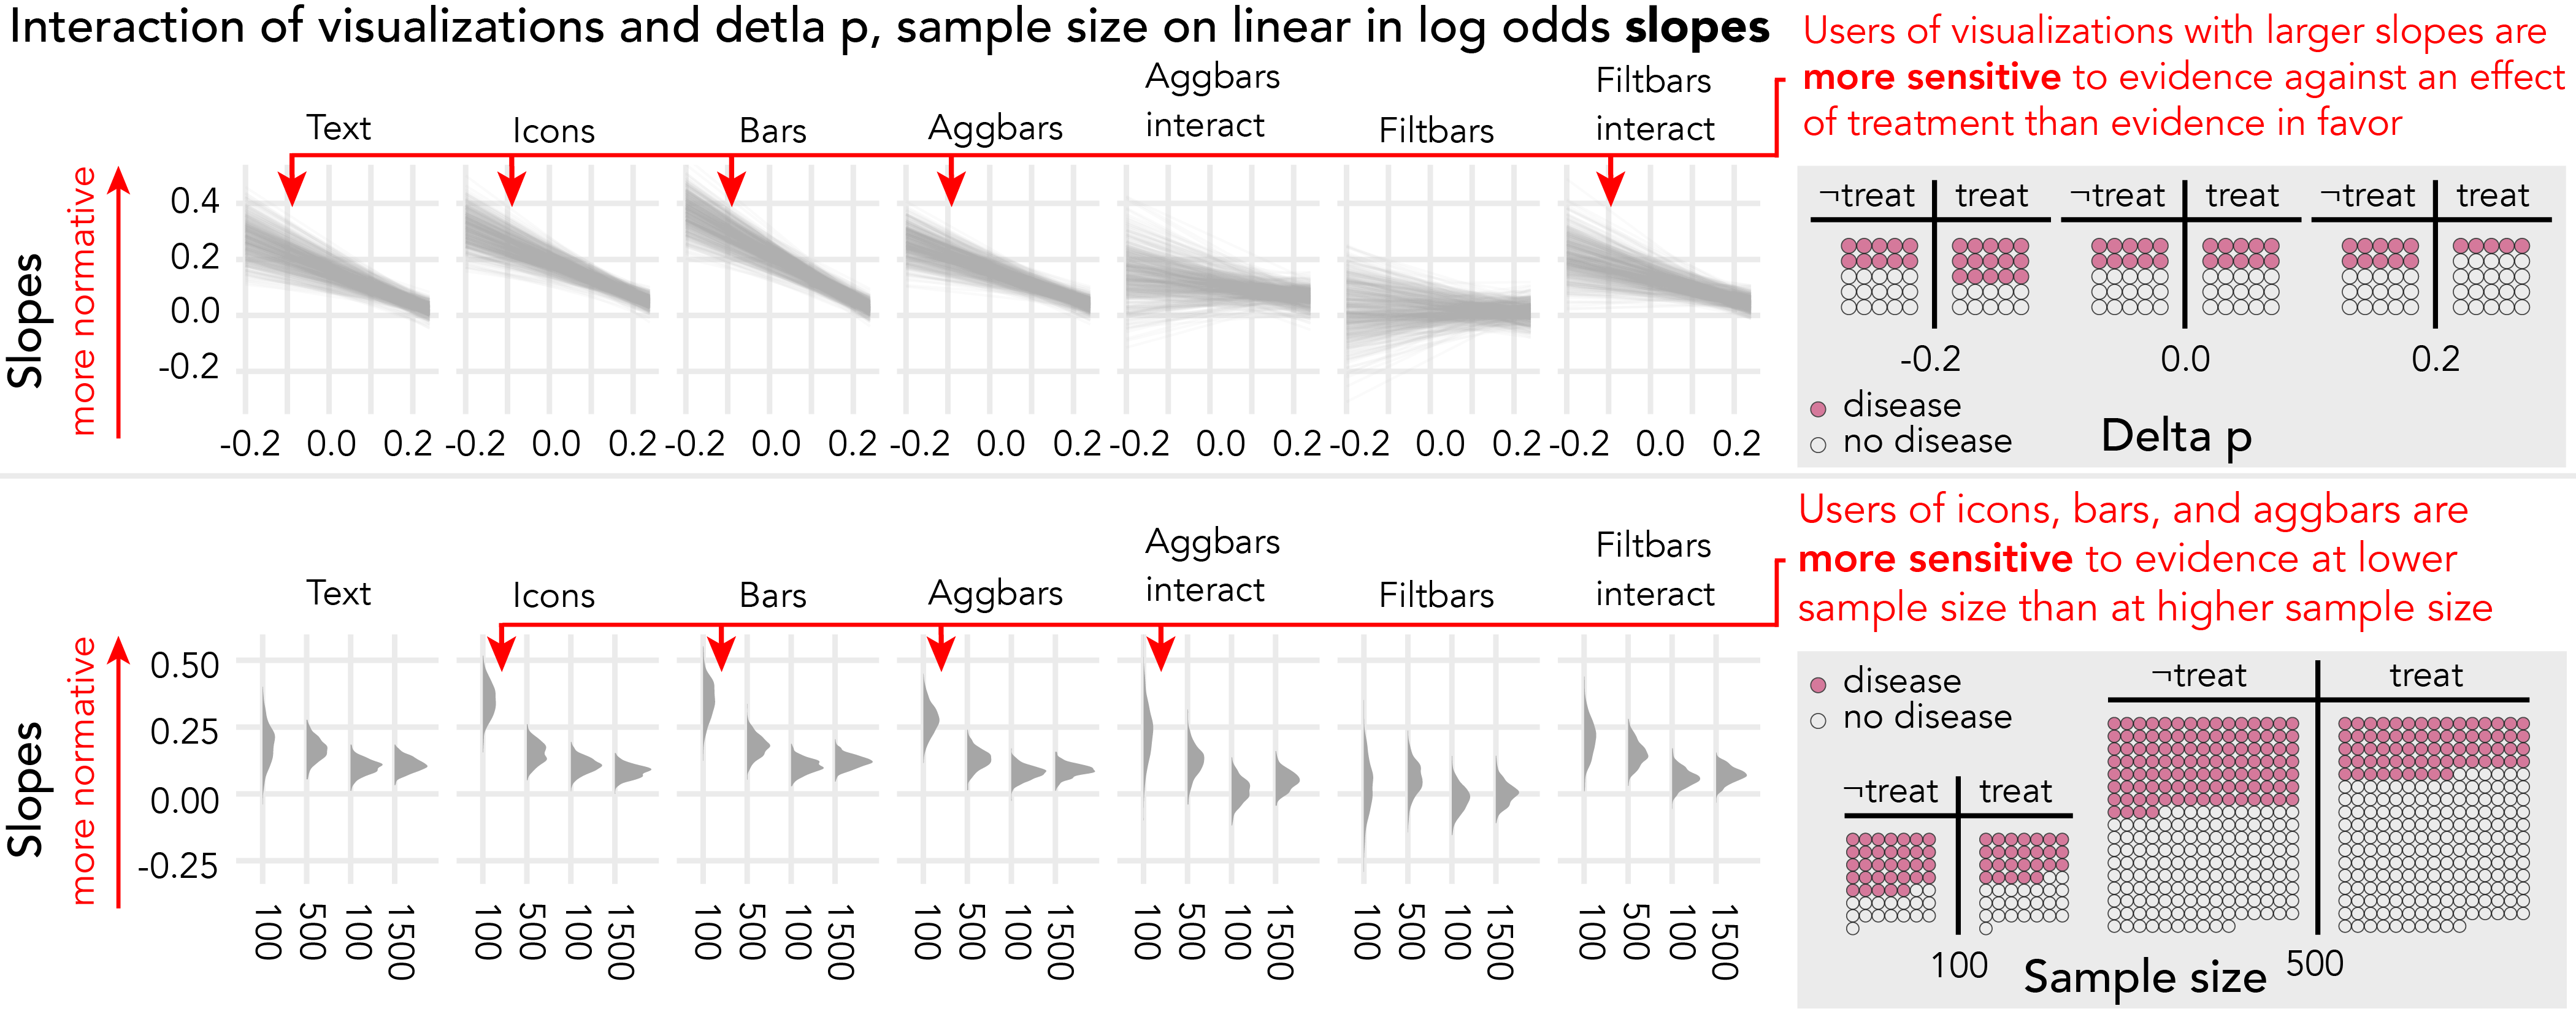 Interaction of visualizations and detla p, sample size on linear in log odds slopes
Users of visualizations with larger slopes are
more sensitive to evidence against an effect
of treatment than evidence in favor
Text
Icons
Bars
Aggbars
Aggbars
interact
Filtbars
Filtbars
interact
Slopes
more normative
0.4
0.2
0.0
-0.2
-0.2 0.0 0.2
-0.2 0.0 0.2
-0.2 0.0 0.2
-0.2 0.0 0.2
-0.2 0.0 0.2
-0.2 0.0 0.2
-0.2 0.0 0.2
¬treat treat
¬treat treat
¬treat treat
-0.2 0.0 0.2
disease
no disease
Delta p
Users of icons, bars, and aggbars are
more sensitive to evidence at lower
sample size than at higher sample size
Text
Icons
Bars
Aggbars
Aggbars
interact
Filtbars
Filtbars
interact
Slopes
more normative
0.50
0.25
0.00
-0.25
100 500 100 1500
100 500 100 1500
100 500 100 1500
100 500 100 1500
100 500 100 1500
100 500 100 1500
100 500 100 1500
disease
no disease
¬treat treat
¬treat treat
100 Sample size 500